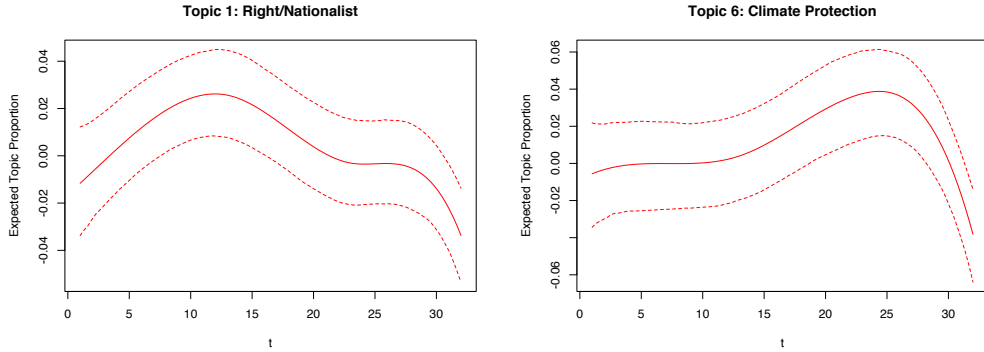 Topic 1: Right/Nationalist
Expected Topic Proportion
0.04
0.02
0.00
-0.02
-0.04
0 5 10 15 20 25 30
t
Topic 6: Climate Protection
Expected Topic Proportion
0.06
0.04
0.02
0.00
-0.02
-0.06
0 5 10 15 20 25 30
t